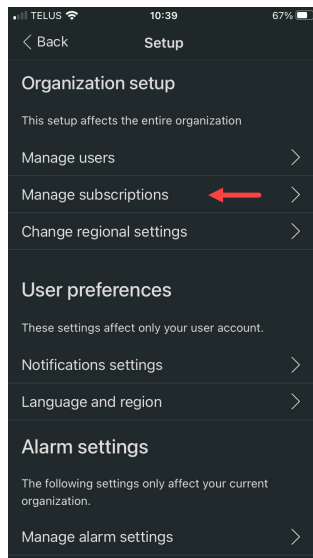 TELUS 10:39 67%
Back Setup
Organization setup
This setup affects the entire organization
Manage users
Manage subscriptions
Change regional settings
User preferences
These settings affect only your user account.
Notifications settings
Language and region
Alarm settings
The following settings only affect your current
organization.
Manage alarm settings